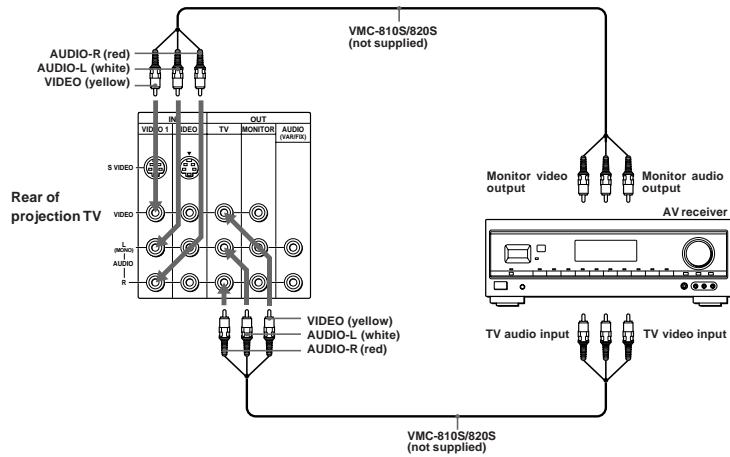 VMC-810S/820S
(not supplied)
AUDIO-R (red)
AUDIO-L (white)
VIDEO (yellow)
IN
OUT
VIDEO 1
VIDEO
TV
MONITOR
AUDIO
(VAR/FIX)
S VIDEO
Rear of
projection TV
VIDEO
L
(MONO)
AUDIO
R
Monitor video
output
Monitor audio
output
AV receiver
VIDEO (yellow)
AUDIO-L (white)
AUDIO-R (red)
TV audio input
TV video input
VMC-810S/820S
(not supplied)